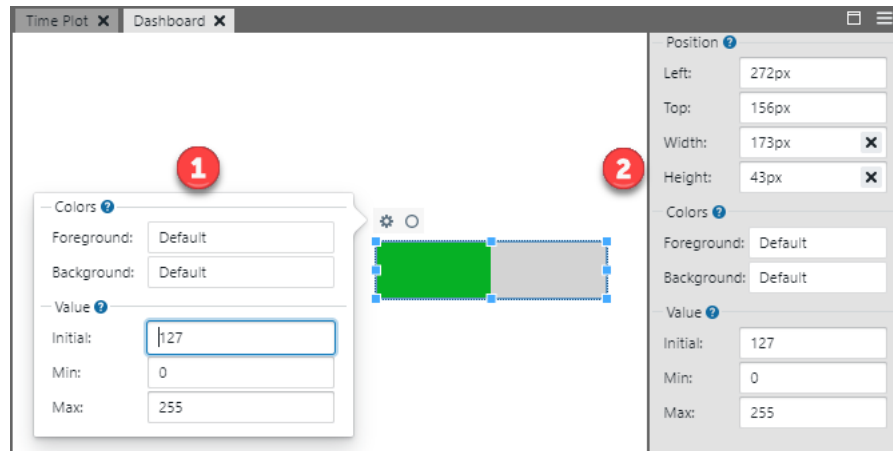 Time Plot
Dashboard
1
Colors
Foreground: Default
Background: Default
Value
Initial: 127
Min: 0
Max: 255
2
Position
Left: 272px
Top: 156px
Width: 173px
Height: 43px
Colors
Foreground: Default
Background: Default
Value
Initial: 127
Min: 0
Max: 255